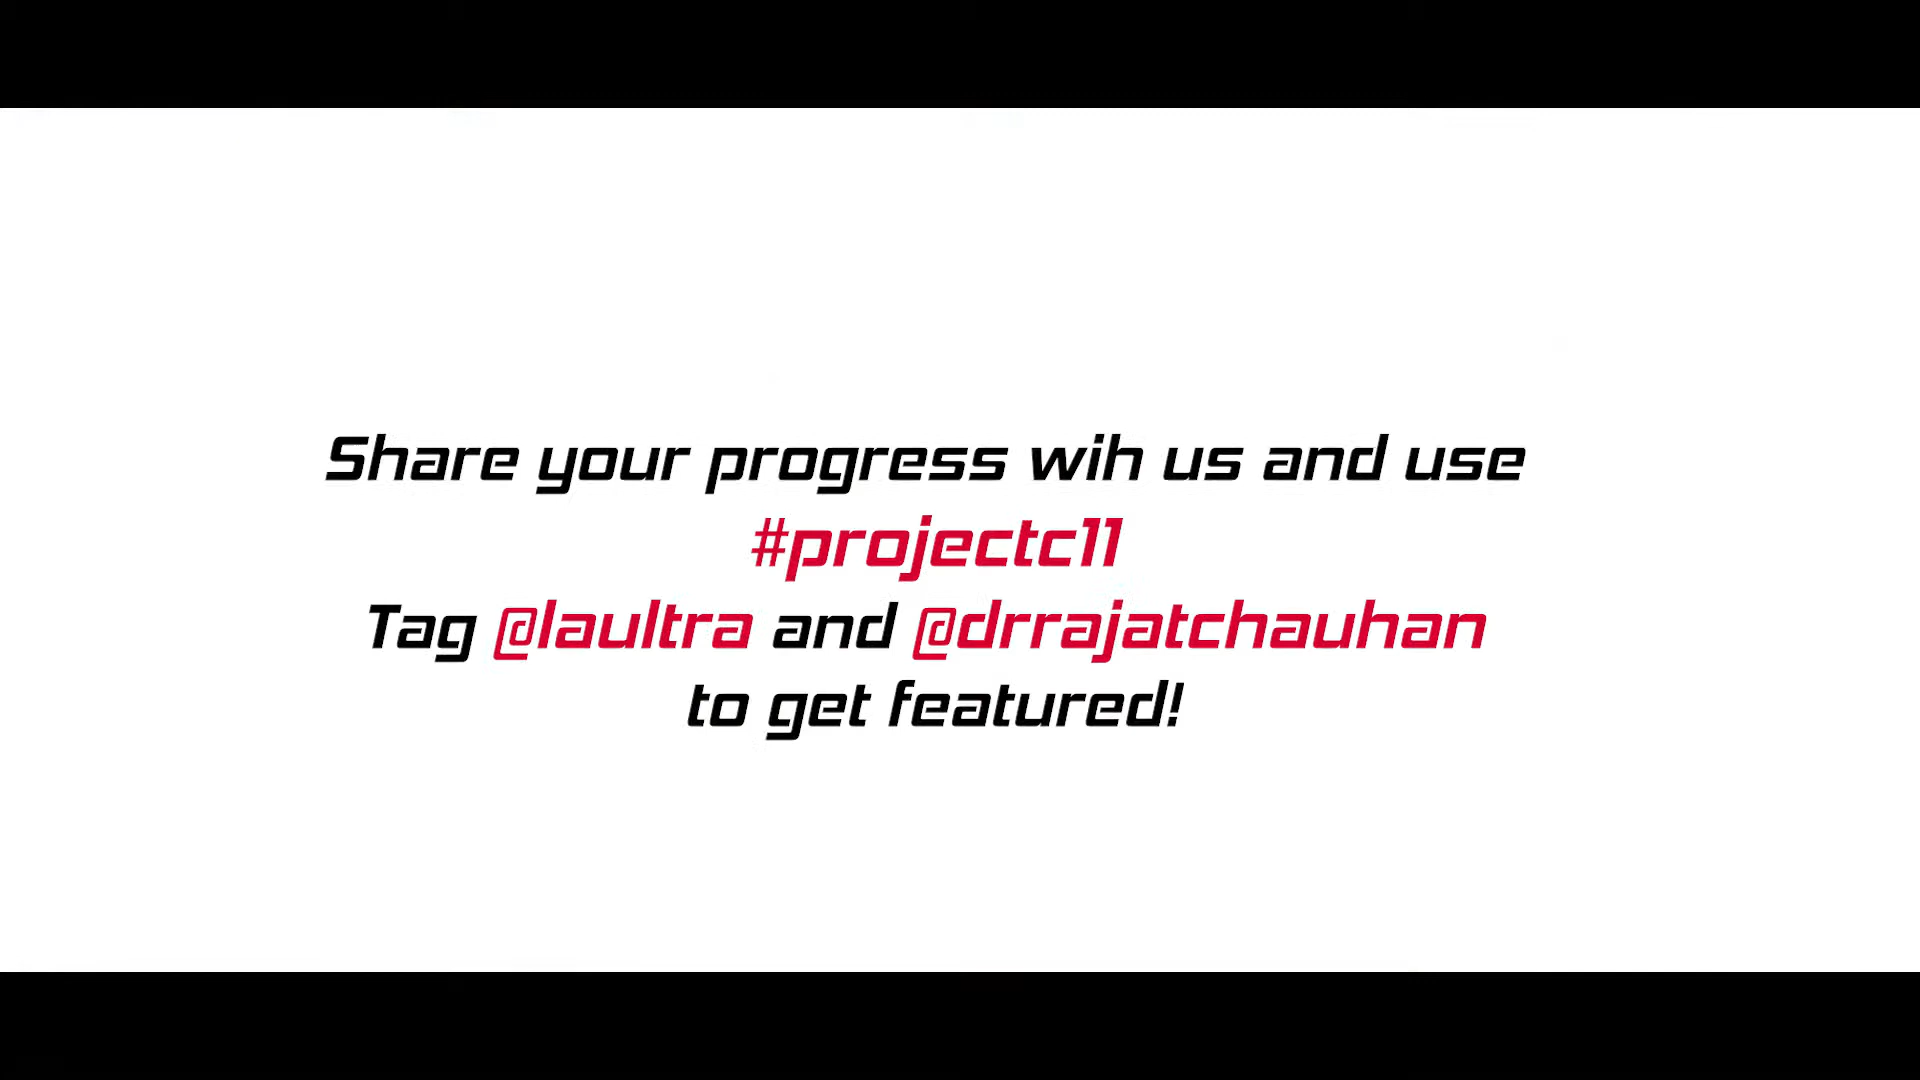 Share your progress wih us and use
#projectc11
Tag @laultra and @drrajatchauhan
to get featured!